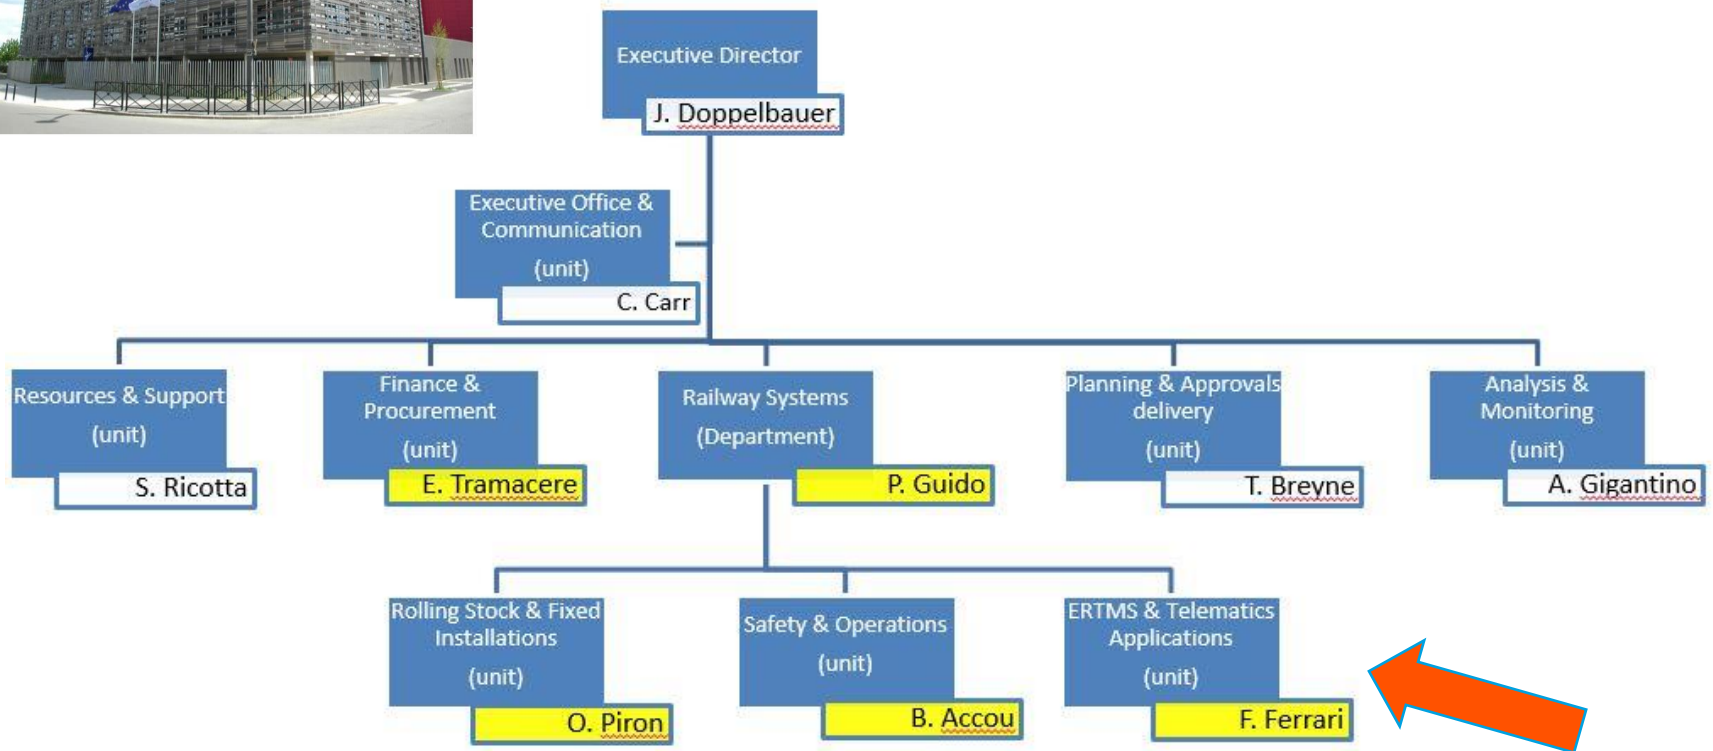 Executive Director
J. Doppelbauer
Executive Office &
Communication
(unit)
C. Carr
Resources & Support
(unit)
S. Ricotta
Finance &
Procurement
(unit)
E. Tramacere
Railway Systems
(Department)
P. Guido
Planning & Approvals
delivery
(unit)
T. Breyne
Analysis &
Monitoring
(unit)
A. Gigantino
Rolling Stock & Fixed
Installations
(unit)
O. Piron
Safety & Operations
(unit)
B. Accou
ERTMS & Telematics
Applications
(unit)
F. Ferrari